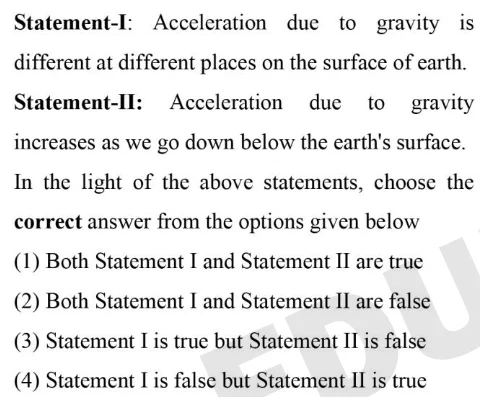 Statement-I: Acceleration due to gravity is
different at different places on the surface of earth.
Statement-II: Acceleration due to gravity
increases as we go down below the earth's surface.
In the light of the above statements, choose the
correct answer from the options given below
(1) Both Statement I and Statement II are true
(2) Both Statement I and Statement II are false
(3) Statement I is true but Statement II is false
(4) Statement I is false but Statement II is true
EDU